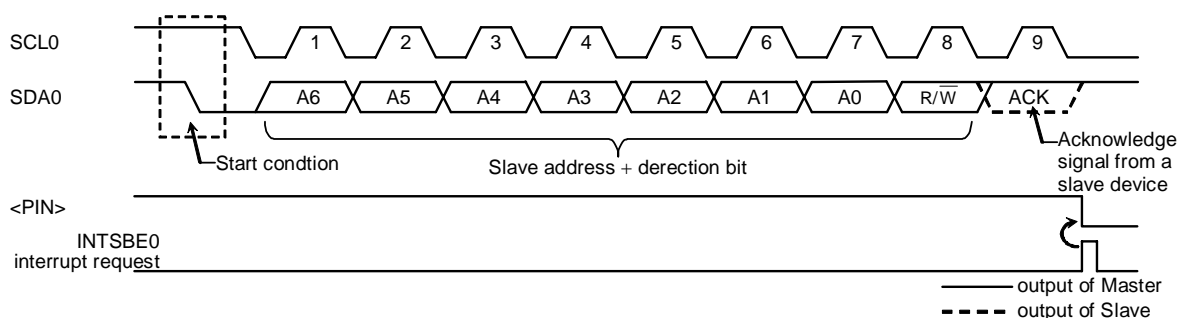 SCL0
1 2 3 4 5 6 7 8 9
SDA0
A6 A5 A4 A3 A2 A1 A0 R/W̅ ACK
Start condtion
Slave address + derection bit
Acknowledge
signal from a
slave device
<PIN>
INTSBE0
interrupt request
output of Master
output of Slave